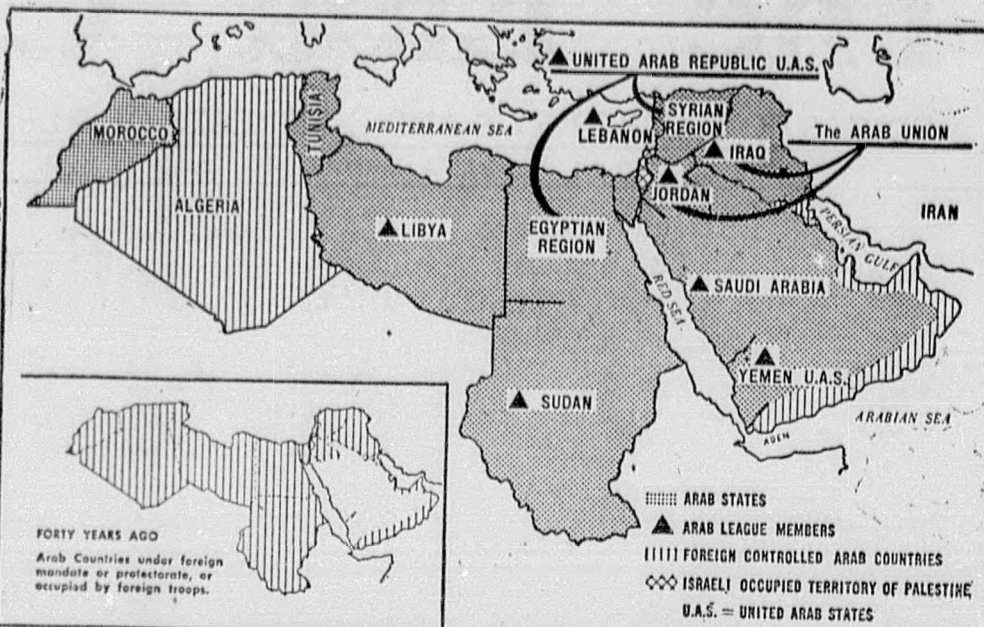 ▲UNITED ARAB REPUBLIC U.A.S.
SYRIAN
REGION
The ARAB UNION
▲
LEBANON
▲ IRAQ
MOROCCO
TUNISIA
MEDITERRANEAN SEA
▲
JORDAN
ALGERIA
▲LIBYA
EGYPTIAN
REGION
PERSIAN GULF
IRAN
RED SEA
▲ SAUDI ARABIA
▲
YEMEN U.A.S.
▲ SUDAN
ARABIAN SEA
ADEN
FORTY YEARS AGO
Arab Countries under foreign
mandate or protectorate, or
occupied by foreign troops.
ARAB STATES
▲ ARAB LEAGUE MEMBERS
FOREIGN CONTROLLED ARAB COUNTRIES
ISRAELI OCCUPIED TERRITORY OF PALESTINE
U.A.S. = UNITED ARAB STATES